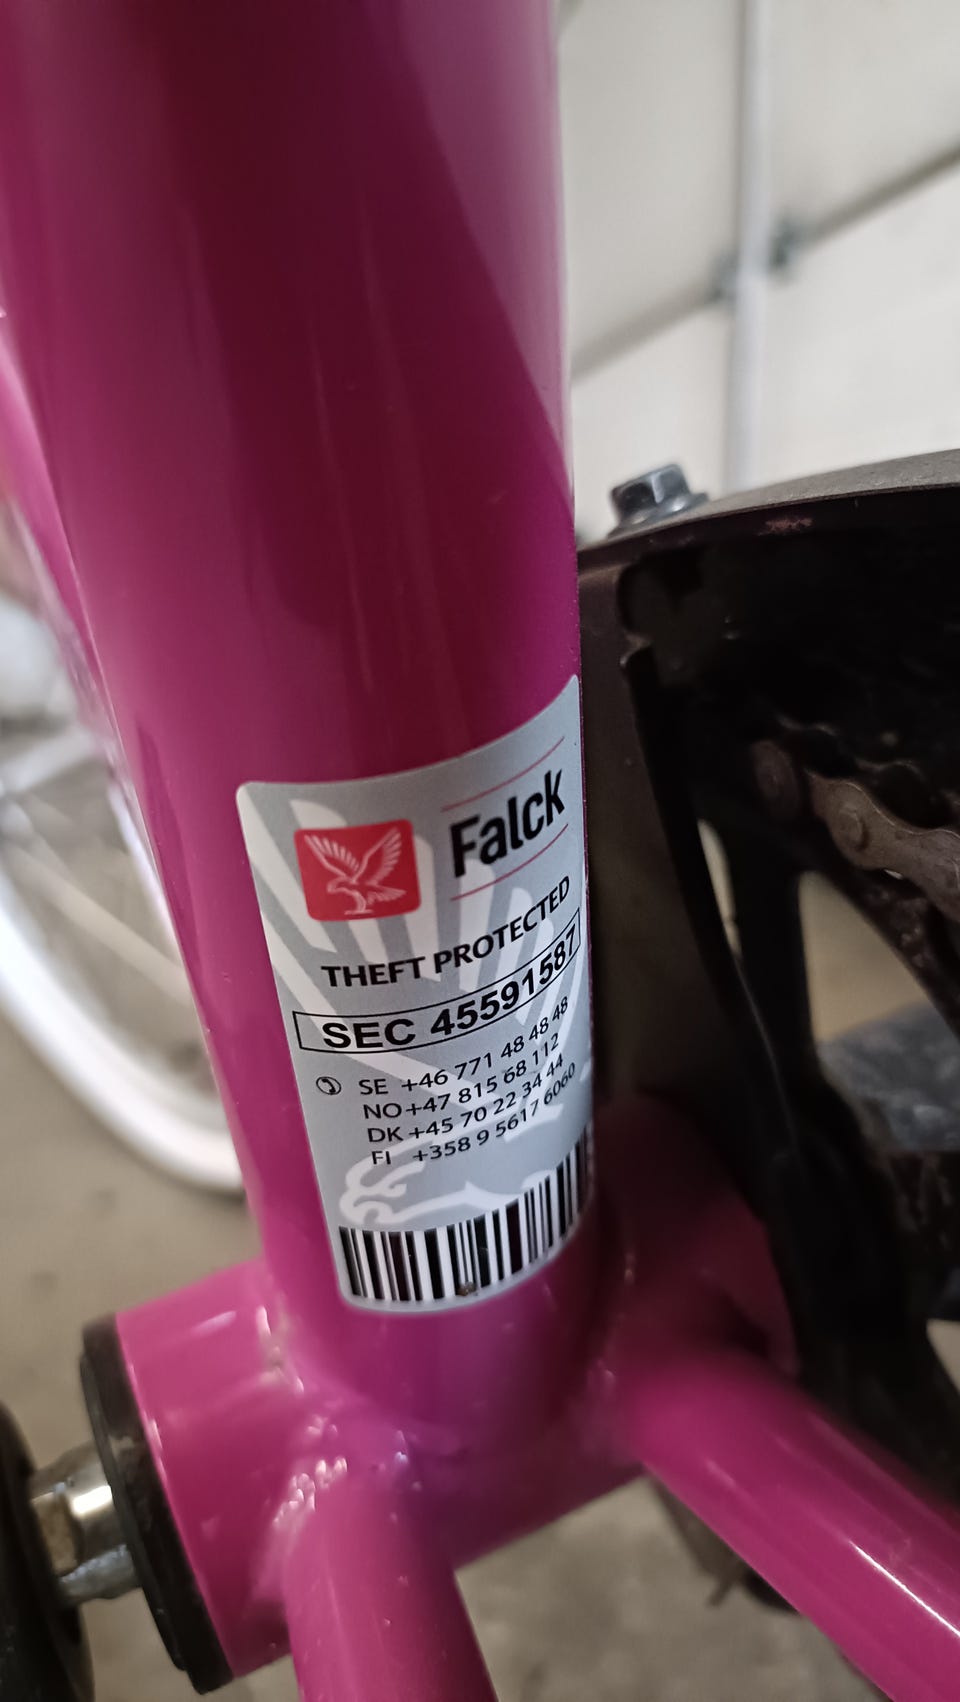 Falck
THEFT PROTECTED
SEC 45591587
SE +46 771 48 48 48
NO +47 815 68 112
DK +45 70 22 34 44
FI +358 9 5617 6060